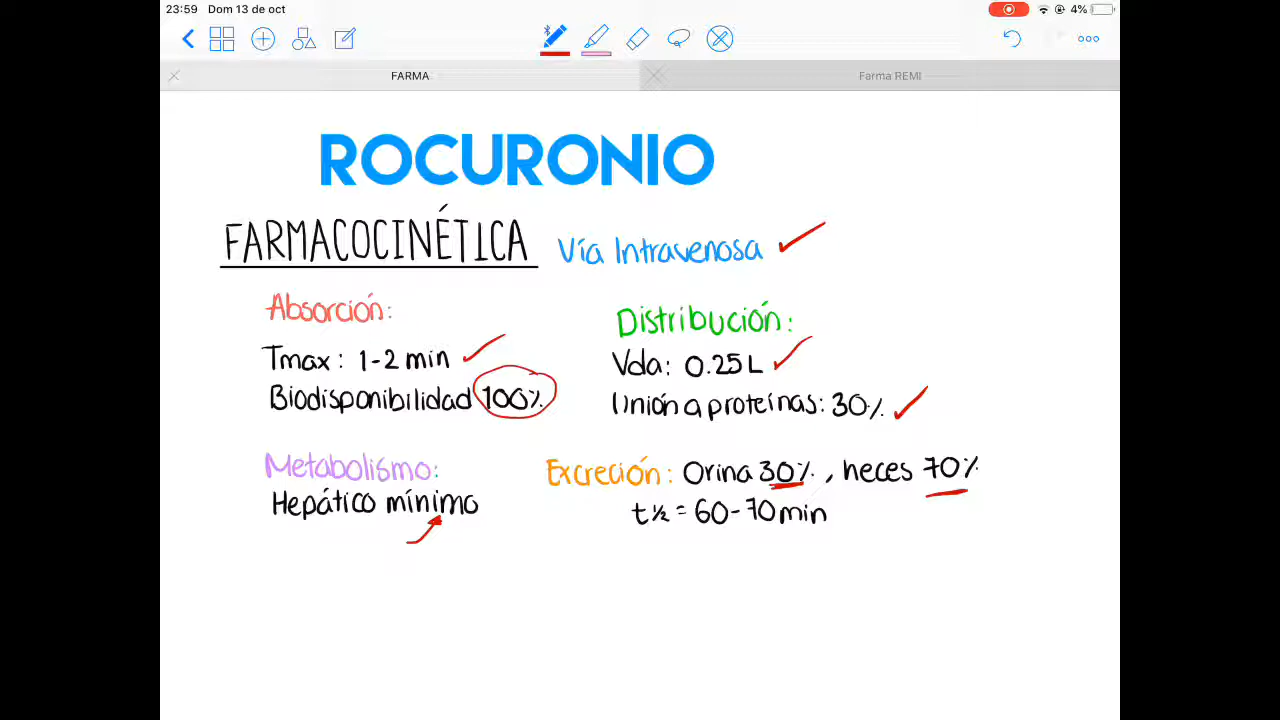 23:59 Dom 13 de oct 4%
FARMA
Farma REMI
ROCURONIO
FARMACOCINÉTICA Vía Intravenosa
Absorción:
Tmax: 1-2 min
Biodisponibilidad 100%
Distribución:
Vda: 0.25 L
Unión a proteínas: 30%
Metabolismo:
Hepático mínimo
Excreción: Orina 30%, heces 70%
t½ = 60-70 min